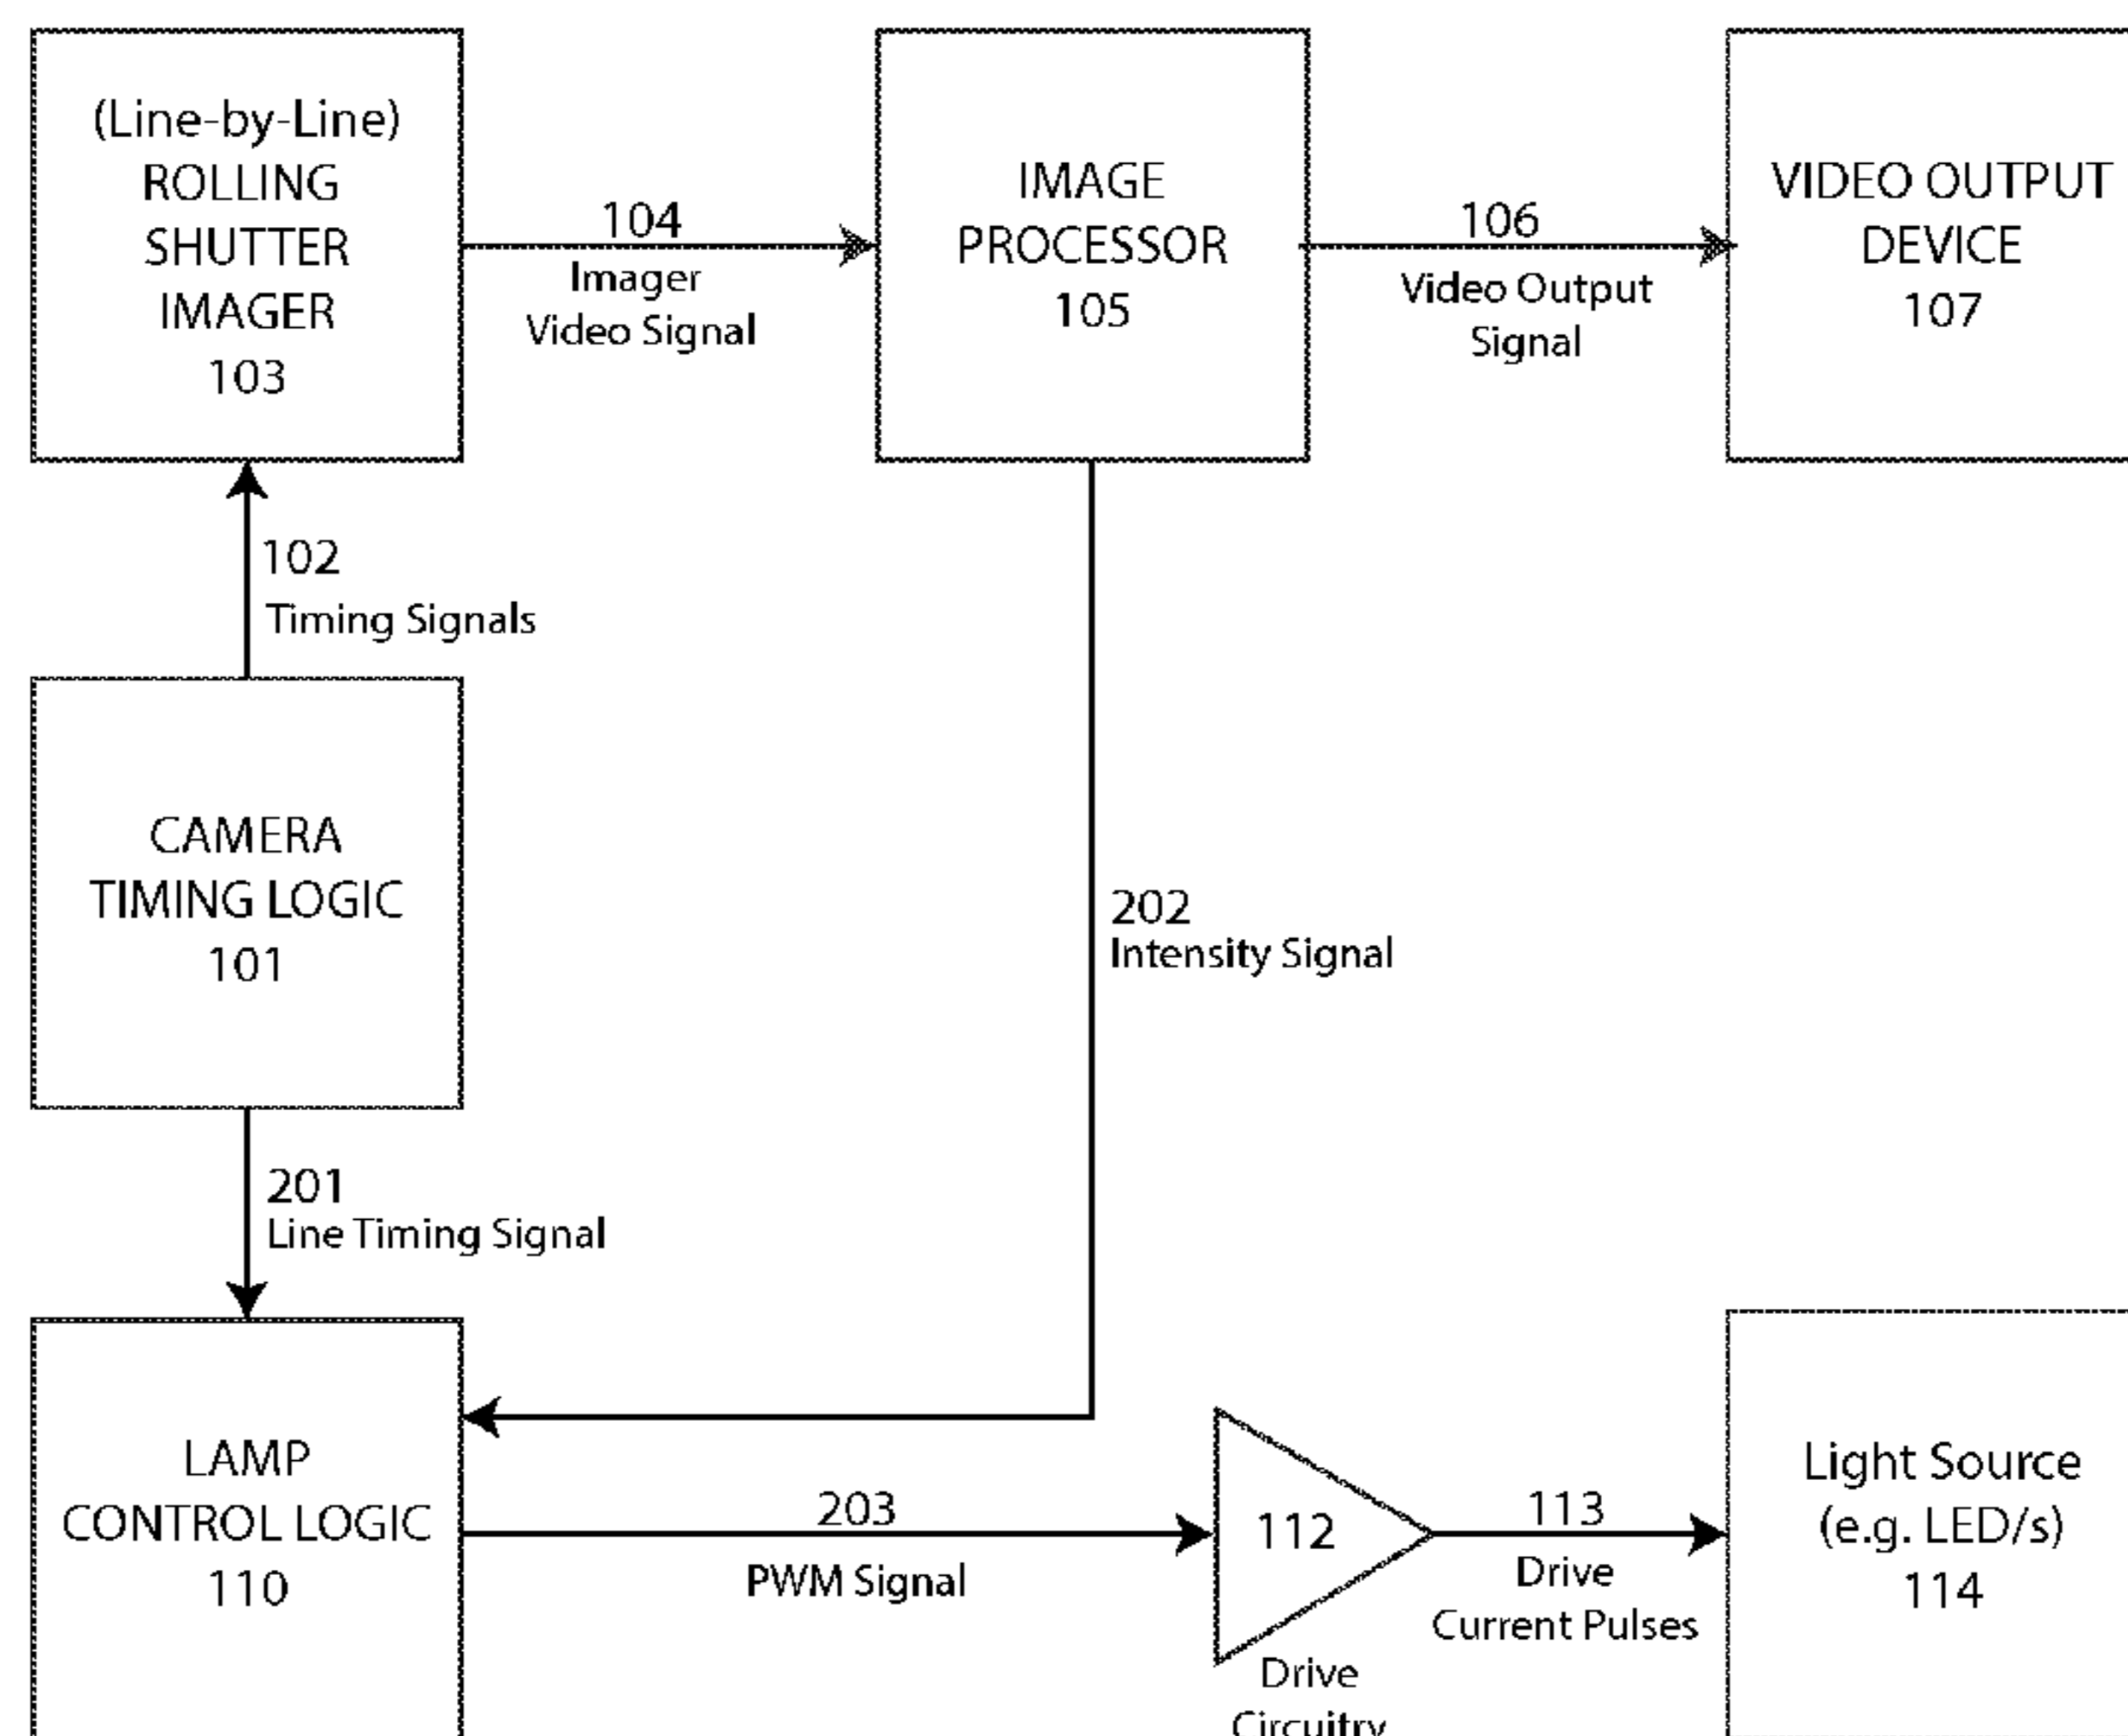 (Line-by-Line)
ROLLING
SHUTTER
IMAGER
103
104
Imager
Video Signal
IMAGE
PROCESSOR
105
106
Video Output
Signal
VIDEO OUTPUT
DEVICE
107
102
Timing Signals
CAMERA
TIMING LOGIC
101
202
Intensity Signal
201
Line Timing Signal
LAMP
CONTROL LOGIC
110
203
PWM Signal
112
Drive
Circuitry
113
Drive
Current Pulses
Light Source
(e.g. LED/s)
114